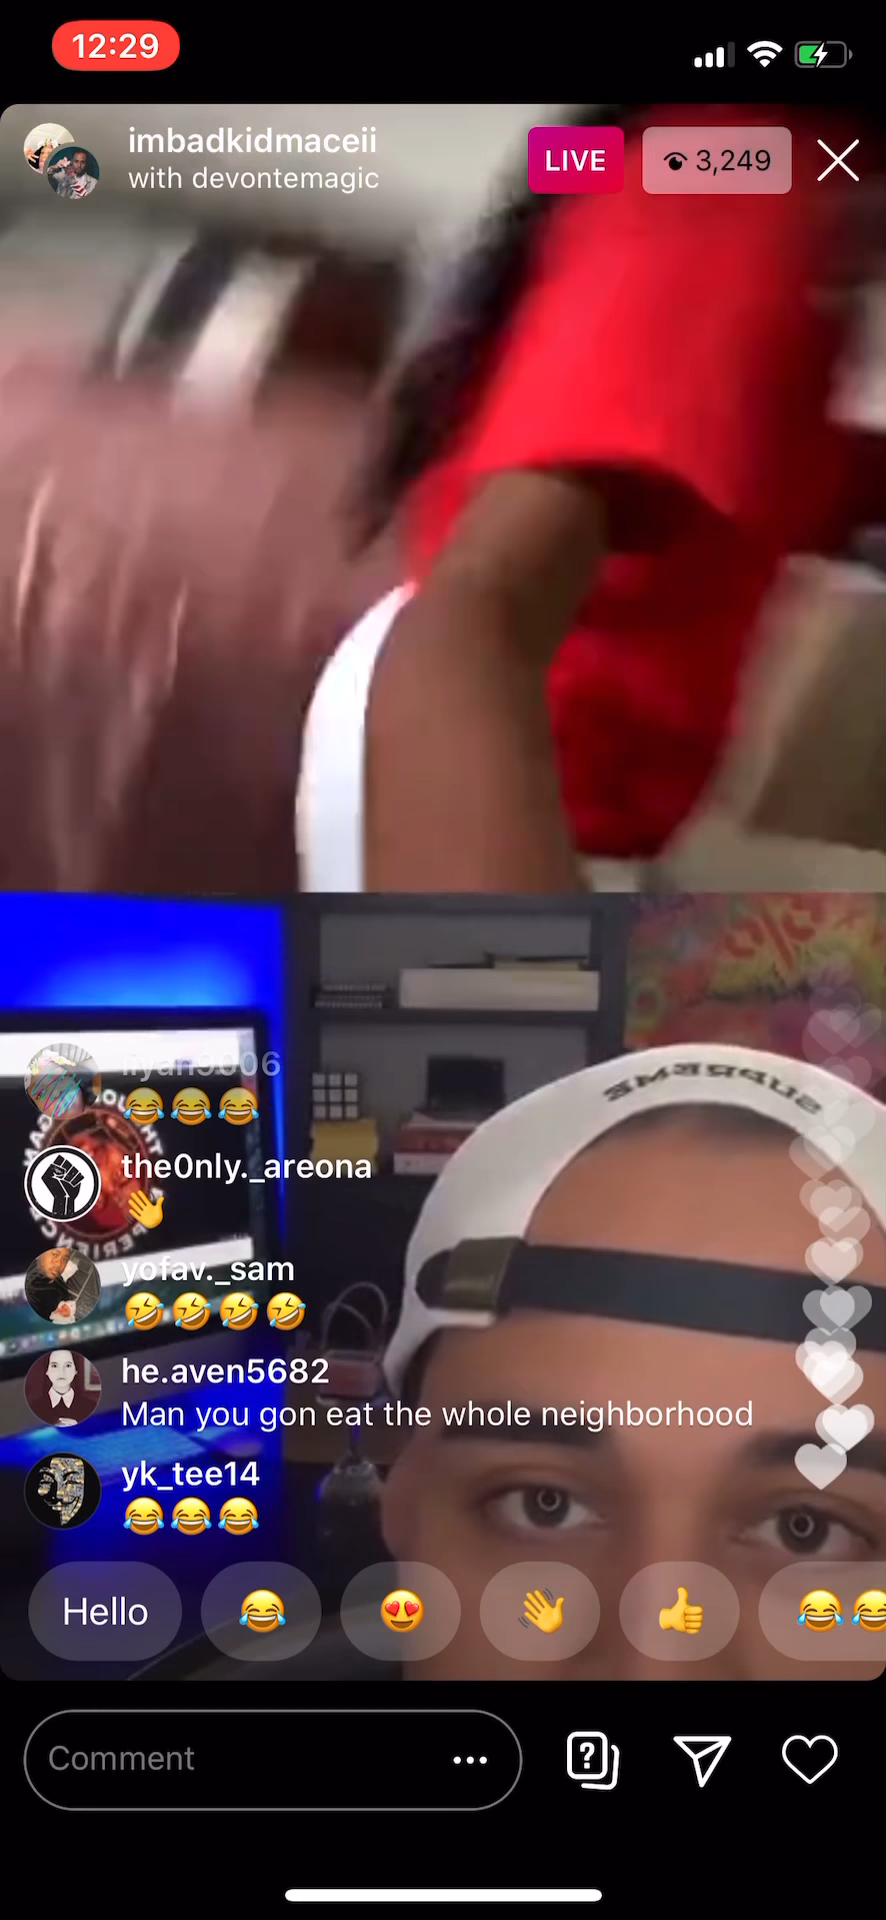 12:29
imbadkidmaceii
with devontemagic
LIVE
3,249
😂😂😂
the0nly._areona
👋
yofav._sam
🤣🤣🤣🤣
he.aven5682
Man you gon eat the whole neighborhood
yk_tee14
😂😂😂
SUPREME
Hello 😂 😍 👋 👍 😂😂
Comment